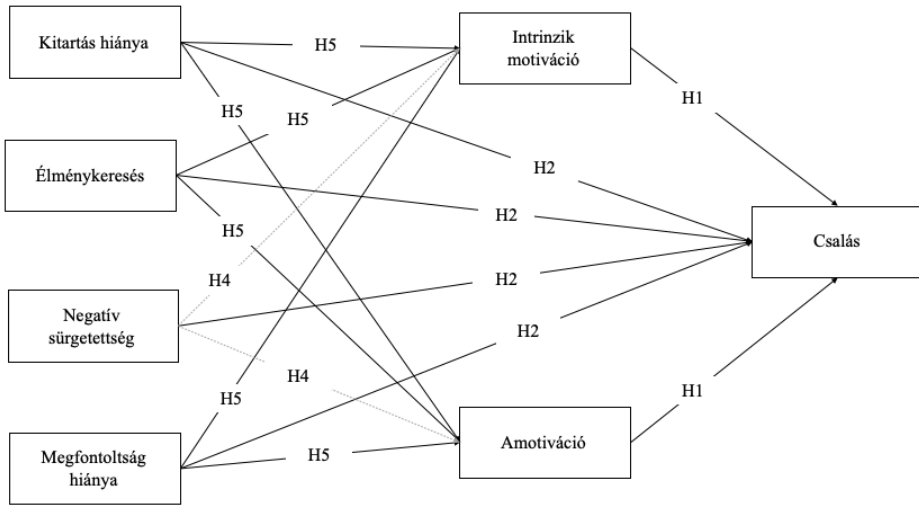 Kitartás hiánya
Élménykeresés
Negatív
sürgetettség
Megfontoltság
hiánya
Intrinzik
motiváció
Amotiváció
Csalás
H5
H5
H5
H5
H4
H4
H5
H5
H2
H2
H2
H2
H1
H1